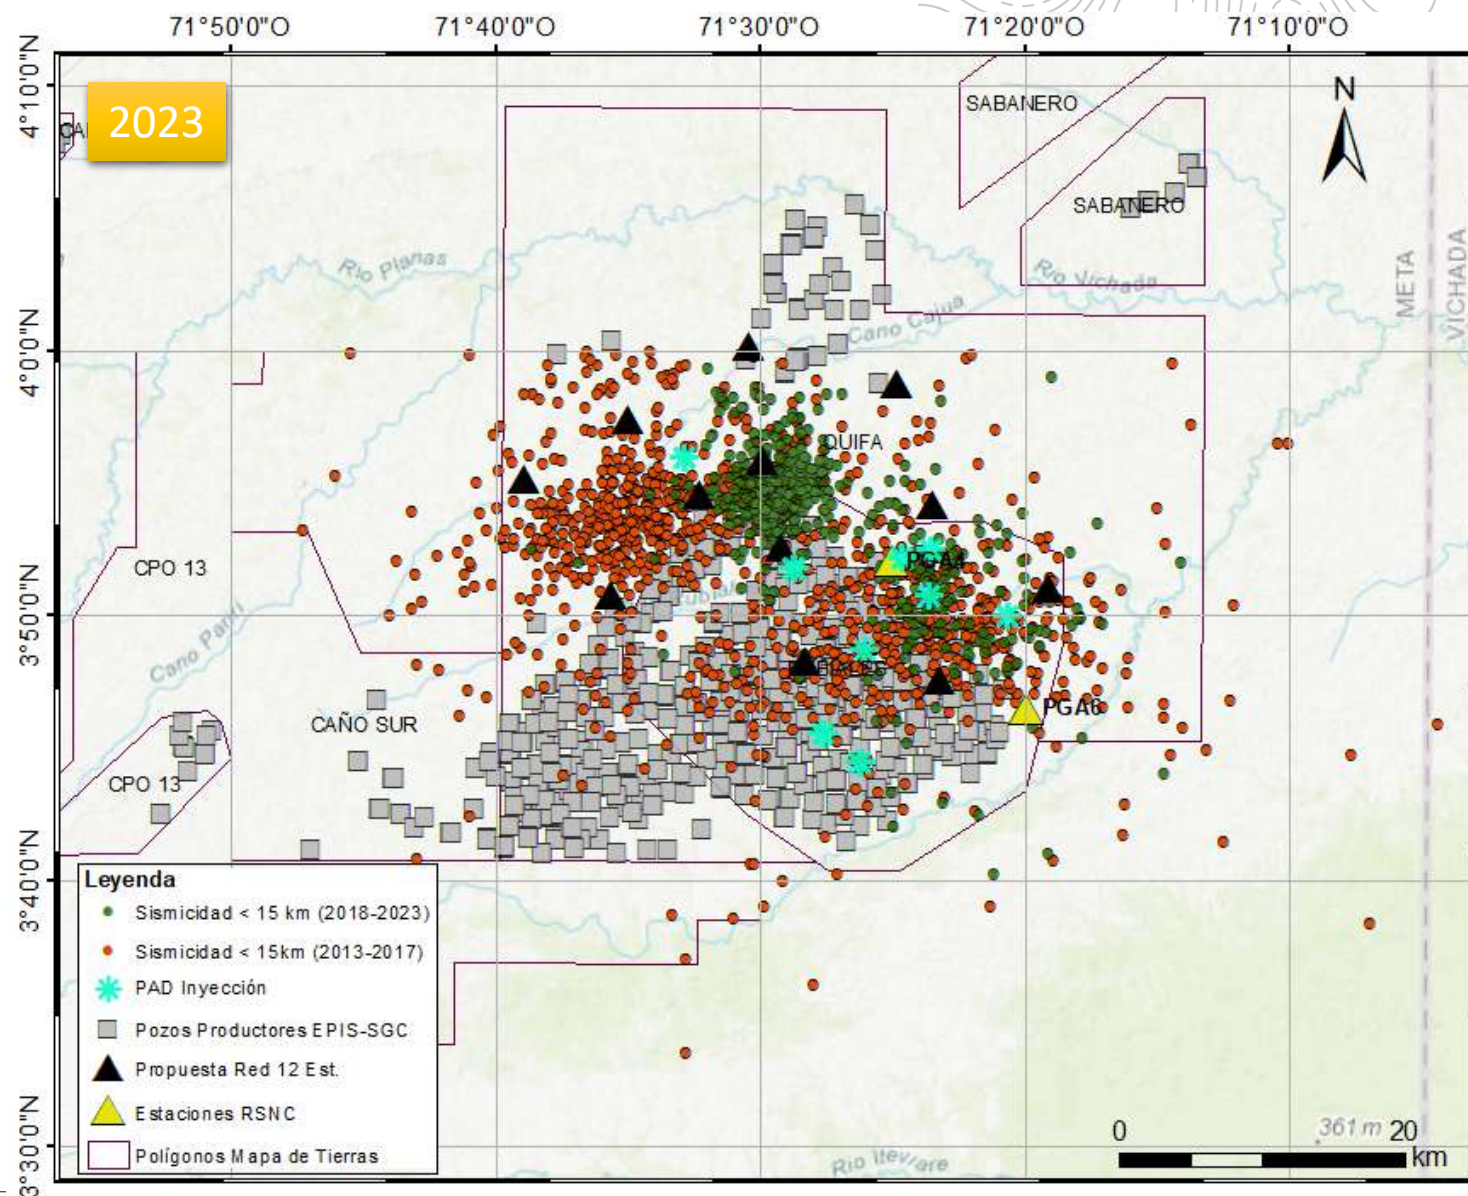 71°50'0"O
71°40'0"O
71°30'0"O
71°20'0"O
71°10'0"O
4°10'0"N
4°0'0"N
3°50'0"N
3°40'0"N
3°30'0"N
2023
N
SABANERO
SABANERO
Rio Planas
Rio Vichada
Cano Cajua
META
VICHADA
QUIFA
CPO 13
PGA4
Cano Pariri
PGA6
CAÑO SUR
CPO 13
Leyenda
Sismicidad < 15 km (2018-2023)
Sismicidad < 15km (2013-2017)
PAD Inyección
Pozos Productores EPIS-SGC
Propuesta Red 12 Est.
Estaciones RSNC
Polígonos Mapa de Tierras
0
20
km
361 m
Rio Iteviare